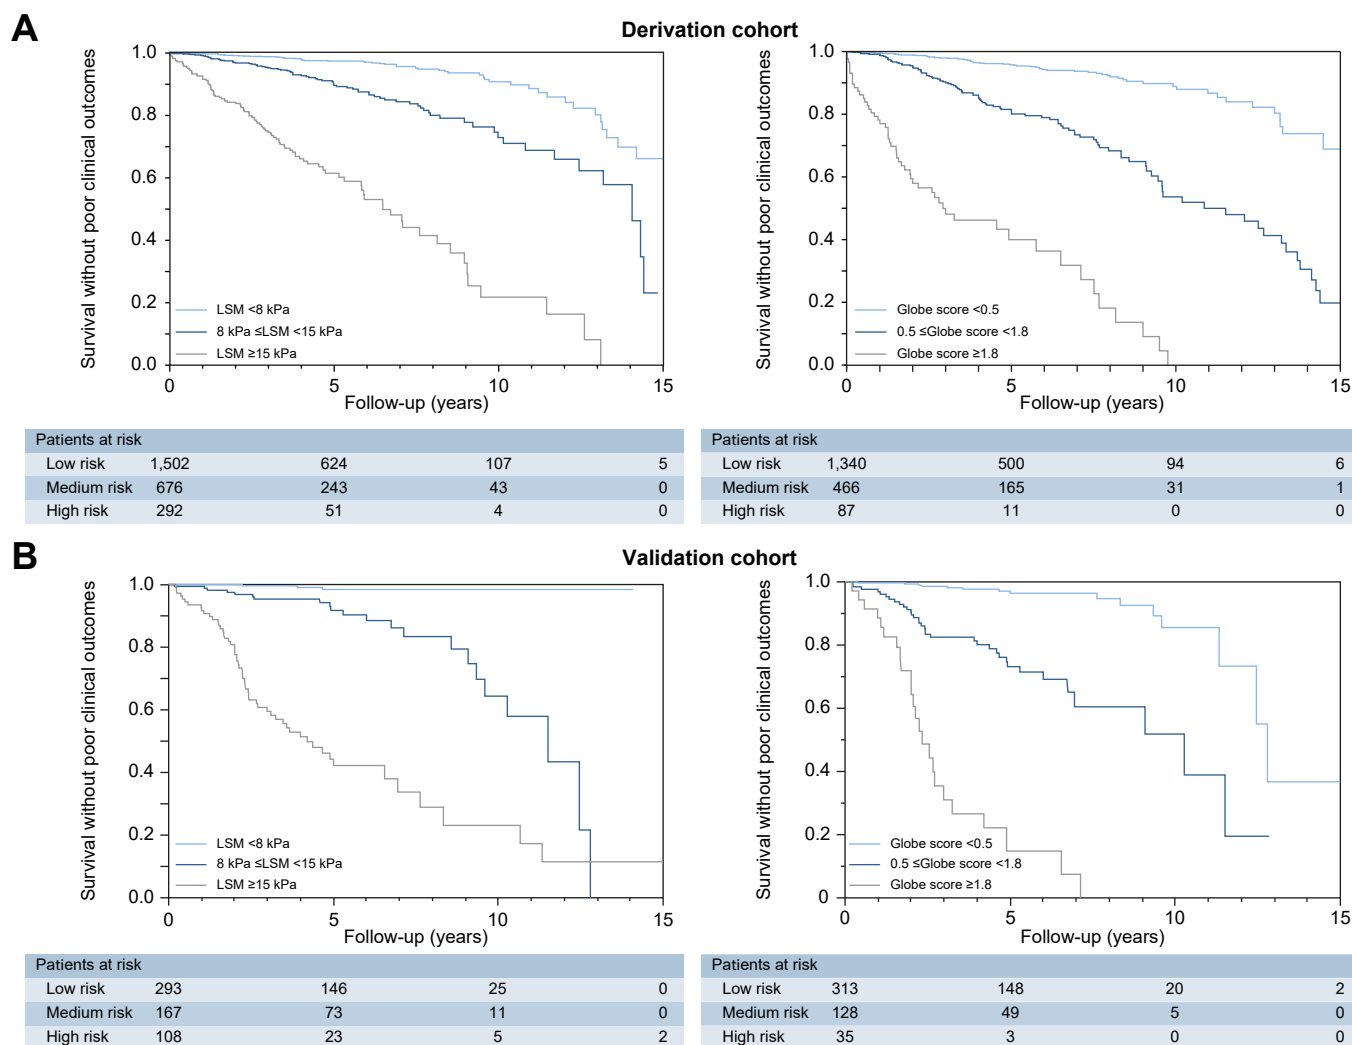 A
Derivation cohort
Survival without poor clinical outcomes
1.0
0.8
0.6
0.4
0.2
0.0
LSM <8 kPa
8 kPa ≤LSM <15 kPa
LSM ≥15 kPa
0 5 10 15
Follow-up (years)
Patients at risk
Low risk 1,502 624 107 5
Medium risk 676 243 43 0
High risk 292 51 4 0
Survival without poor clinical outcomes
1.0
0.8
0.6
0.4
0.2
0.0
Globe score <0.5
0.5 ≤Globe score <1.8
Globe score ≥1.8
0 5 10 15
Follow-up (years)
Patients at risk
Low risk 1,340 500 94 6
Medium risk 466 165 31 1
High risk 87 11 0 0
B
Validation cohort
Survival without poor clinical outcomes
1.0
0.8
0.6
0.4
0.2
0.0
LSM <8 kPa
8 kPa ≤LSM <15 kPa
LSM ≥15 kPa
0 5 10 15
Follow-up (years)
Patients at risk
Low risk 293 146 25 0
Medium risk 167 73 11 0
High risk 108 23 5 2
Survival without poor clinical outcomes
1.0
0.8
0.6
0.4
0.2
0
Globe score <0.5
0.5 ≤Globe score <1.8
Globe score ≥1.8
0 5 10 15
Follow-up (years)
Patients at risk
Low risk 313 148 20 2
Medium risk 128 49 5 0
High risk 35 3 0 0